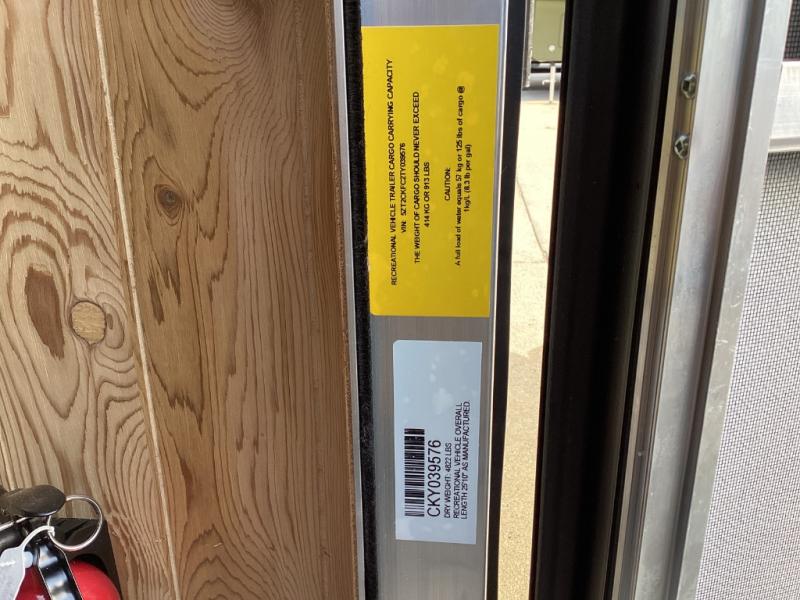 RECREATIONAL VEHICLE TRAILER CARGO CARRYING CAPACITY
VIN: 5ZT2CKFC2TY039576
THE WEIGHT OF CARGO SHOULD NEVER EXCEED
414 KG OR 913 LBS
CAUTION:
A full load of water equals 57 kg or 125 lbs of cargo @
1kg/L (8.3 lb per gal)
CKY039576
DRY WEIGHT: 4822 LBS
RECREATIONAL VEHICLE OVERALL
LENGTH 25'10" AS MANUFACTURED.